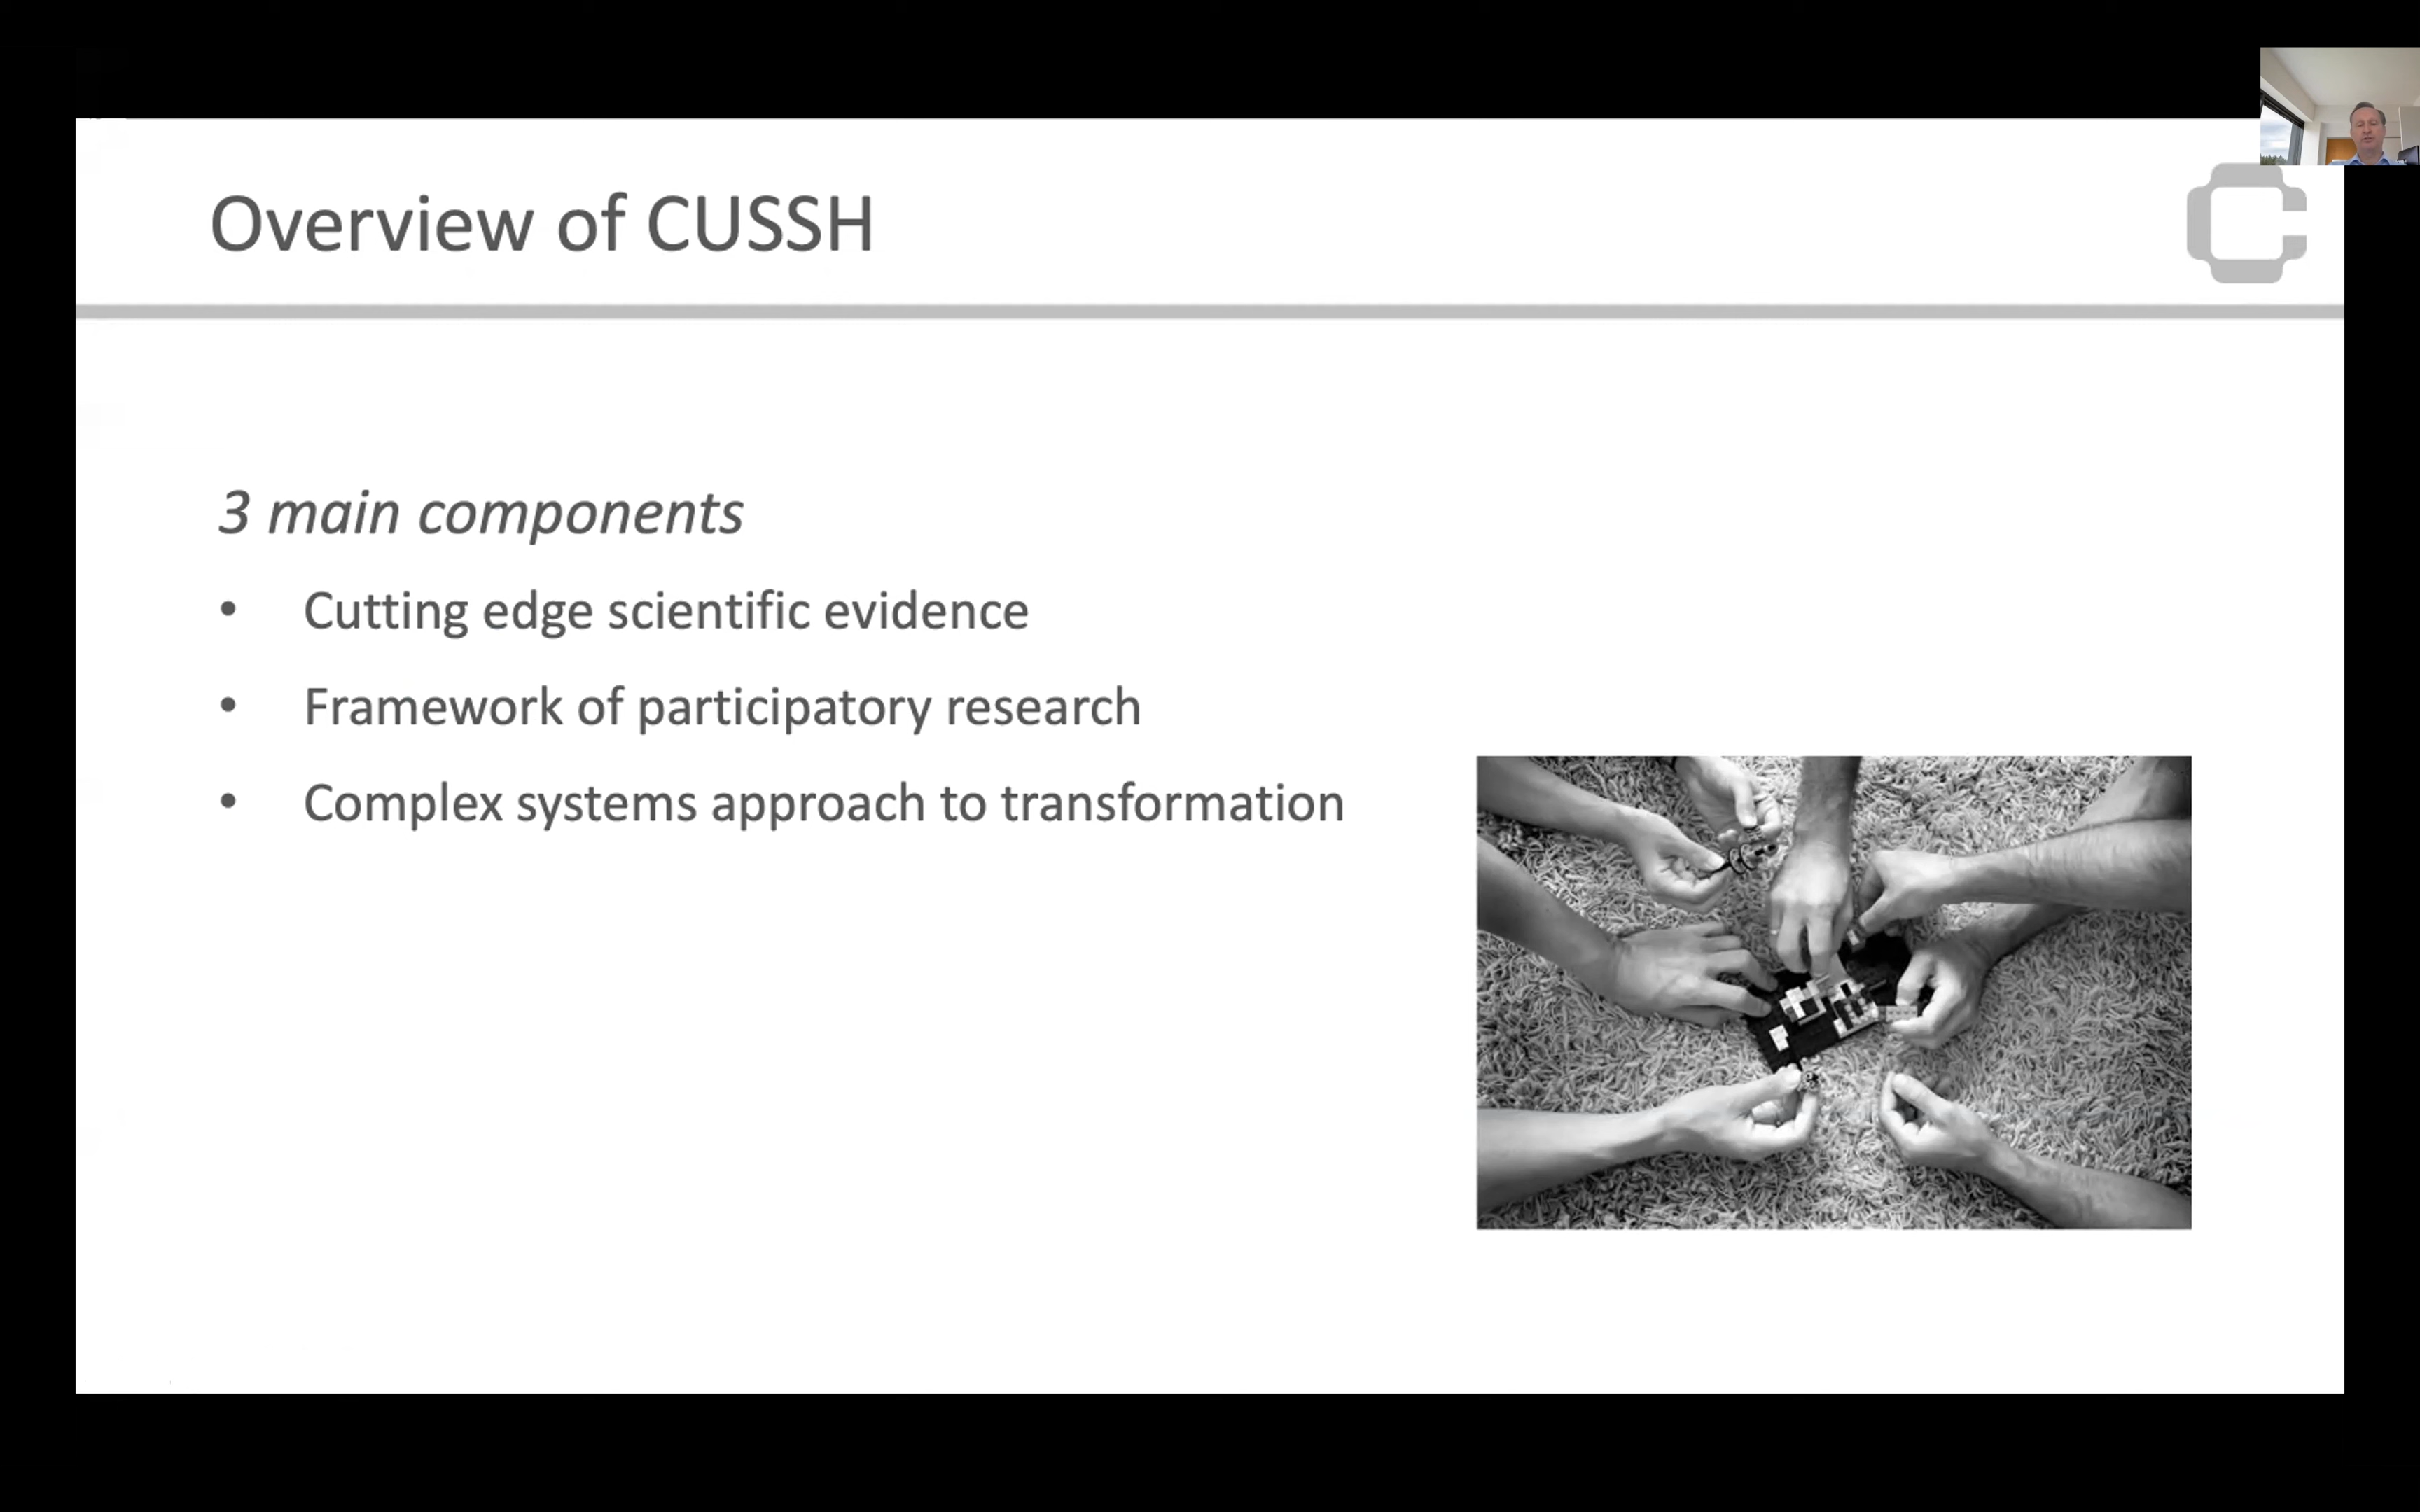 Overview of CUSSH
3 main components
• Cutting edge scientific evidence
• Framework of participatory research
• Complex systems approach to transformation